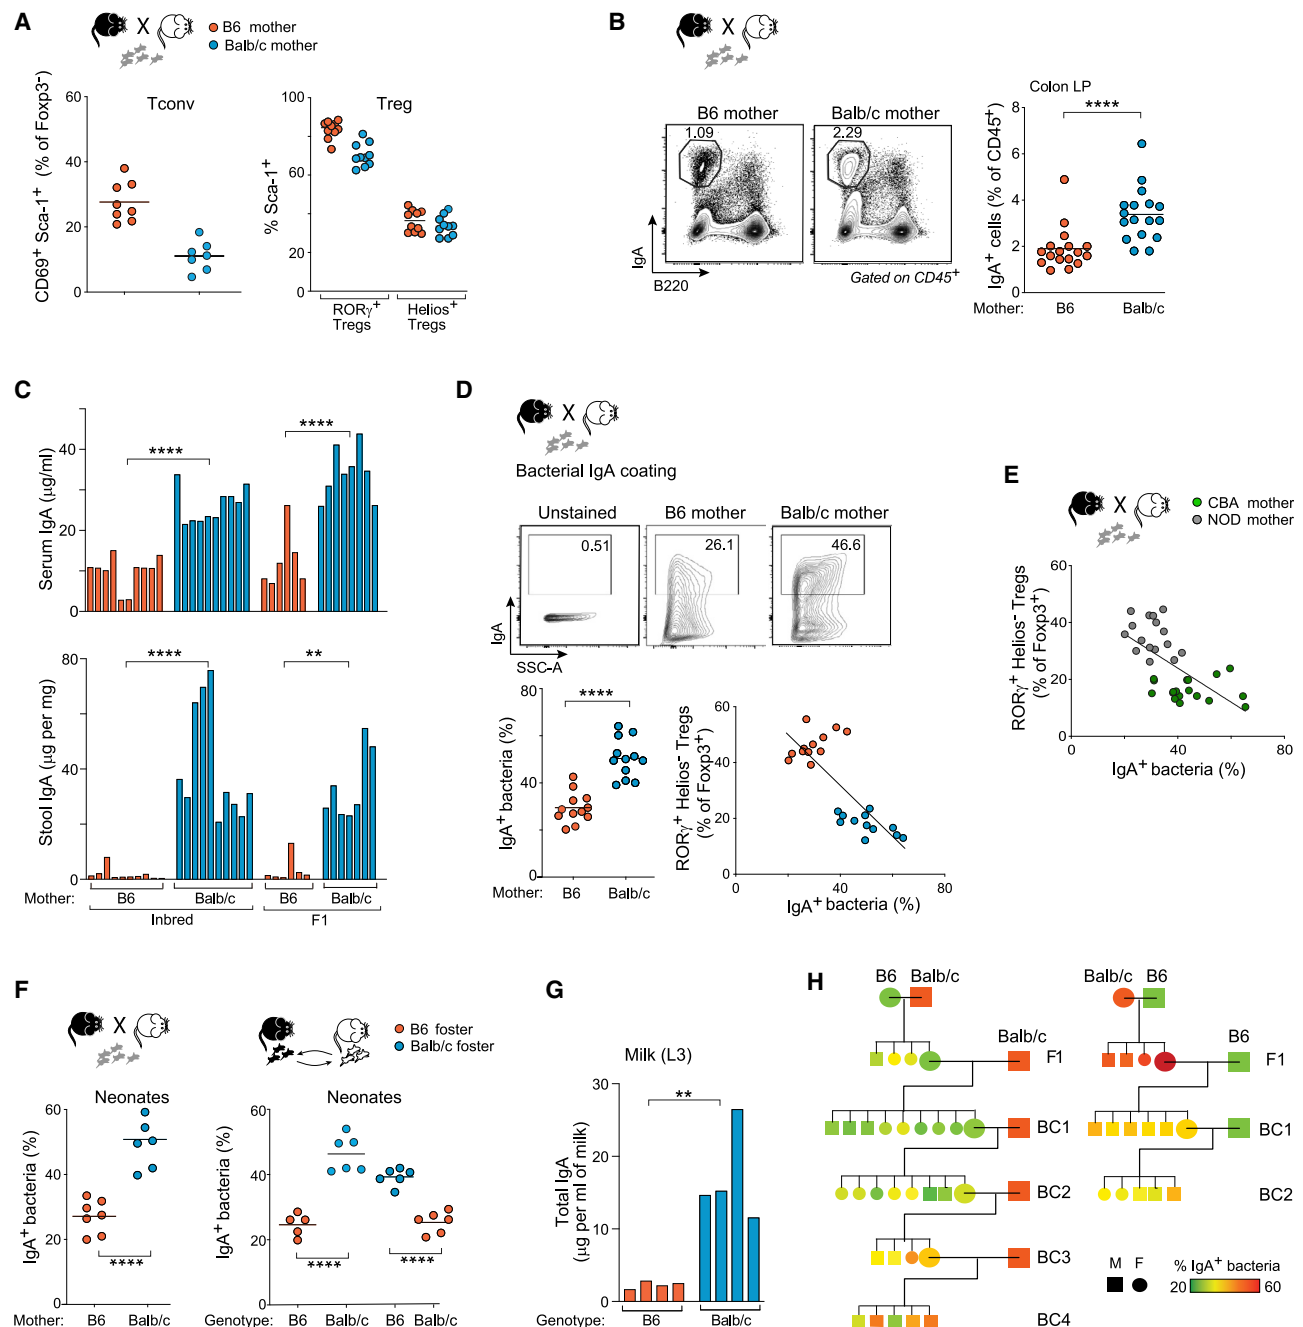 A
X
B6 mother
Balb/c mother
Tconv
CD69+ Sca-1+ (% of Foxp3-)
60
40
20
0
Treg
% Sca-1+
100
60
20
0
RORγ+
Tregs
Helios+
Tregs
B
X
B6 mother
Balb/c mother
1.09
2.29
IgA
B220
Gated on CD45+
Colon LP
****
IgA+ cells (% of CD45+)
8
6
4
2
0
Mother: B6 Balb/c
C
Serum IgA (µg/ml)
40
20
0
****
****
Stool IgA (µg per mg)
80
40
0
****
**
Mother: B6 Balb/c B6 Balb/c
Inbred F1
D
X
Bacterial IgA coating
Unstained
B6 mother
Balb/c mother
0.51
26.1
46.6
IgA
SSC-A
IgA+ bacteria (%)
80
40
0
****
Mother: B6 Balb/c
RORγ+ Helios- Tregs
(% of Foxp3+)
60
40
20
0
0 40 80
IgA+ bacteria (%)
E
X
CBA mother
NOD mother
RORγ+ Helios- Tregs
(% of Foxp3+)
60
40
20
0
0 40 80
IgA+ bacteria (%)
F
X
B6 foster
Balb/c foster
Neonates
IgA+ bacteria (%)
60
40
20
0
****
Mother: B6 Balb/c
Neonates
IgA+ bacteria (%)
60
40
20
0
****
****
Genotype: B6 Balb/c B6 Balb/c
G
Milk (L3)
Total IgA
(µg per ml of milk)
30
20
10
0
**
Genotype: B6 Balb/c
H
B6 Balb/c
Balb/c B6
Balb/c
F1
B6
F1
BC1
BC1
BC2
BC2
BC3
BC4
M F
% IgA+ bacteria
20 60